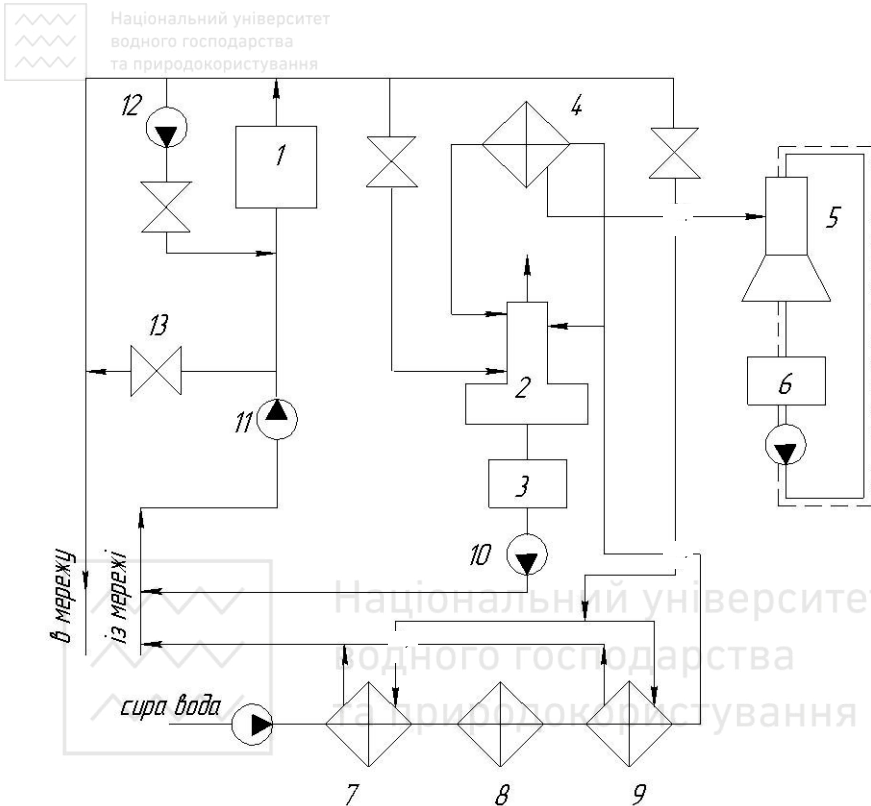 Національний університет
водного господарства
та природокористування
12
1
4
5
13
2
6
11
3
10
в мережу
із мережі
Національний університе
водного господарства
та природокористування
сира вода
7
8
9